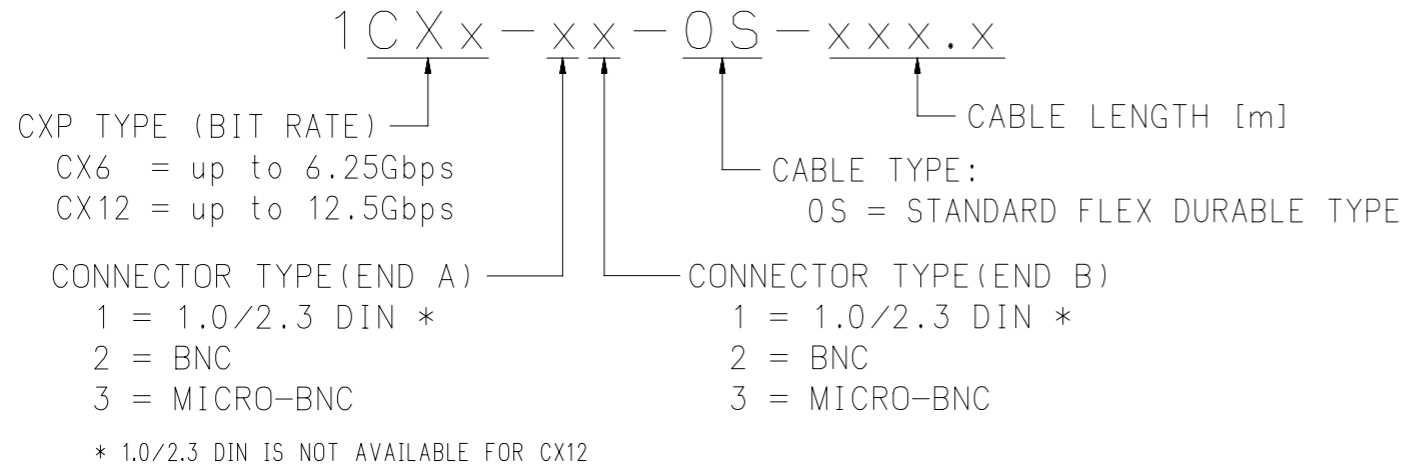 1CXx-xx-OS-xxx.x
CXP TYPE (BIT RATE)
CX6 = up to 6.25Gbps
CX12 = up to 12.5Gbps
CABLE LENGTH [m]
CABLE TYPE:
OS = STANDARD FLEX DURABLE TYPE
CONNECTOR TYPE(END A)
1 = 1.0/2.3 DIN *
2 = BNC
3 = MICRO-BNC
CONNECTOR TYPE(END B)
1 = 1.0/2.3 DIN *
2 = BNC
3 = MICRO-BNC
* 1.0/2.3 DIN IS NOT AVAILABLE FOR CX12